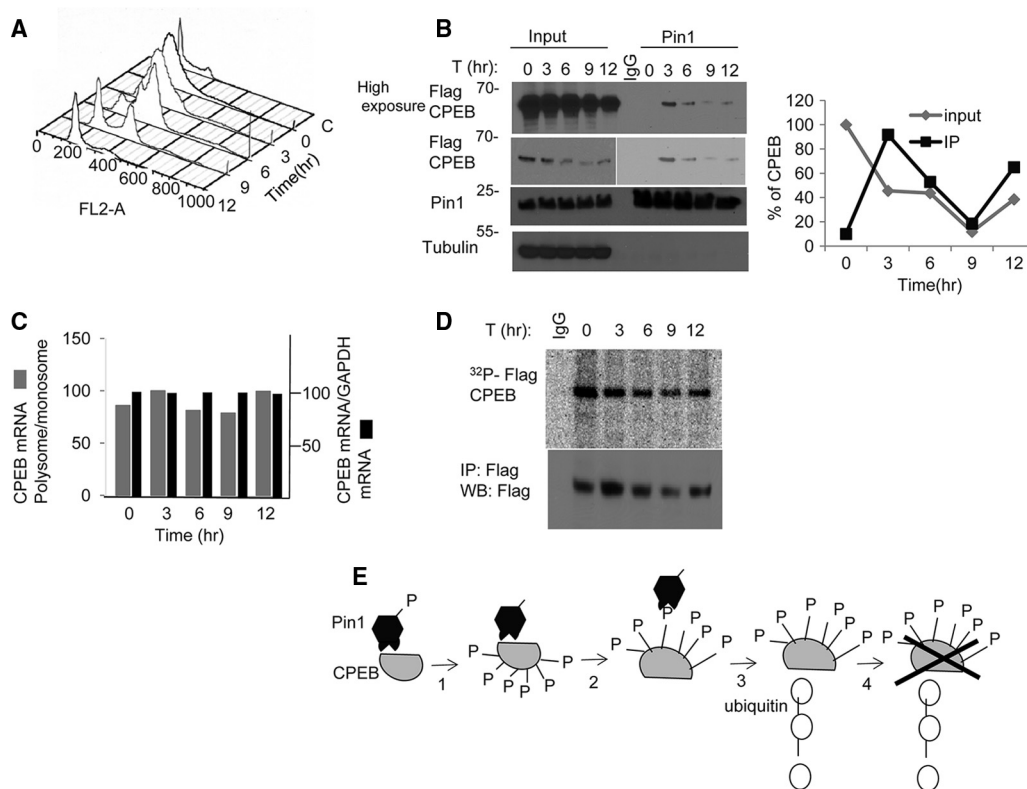 A
0
200
400
600
800
1000
FL2-A
12
9
6
3
0
C
Time(hr)
B
Input
Pin1
T (hr): 0 3 6 9 12 IgG 0 3 6 9 12
High exposure
Flag CPEB
70-
Flag CPEB
70-
Pin1
25-
Tubulin
55-
% of CPEB
120
100
80
60
40
20
0
input
IP
0 3 6 9 12
Time(hr)
C
CPEB mRNA
Polysome/monosome
150
100
50
0
100
50
CPEB mRNA/GAPDH
mRNA
0 3 6 9 12
Time (hr)
D
T (hr): IgG 0 3 6 9 12
32P- Flag
CPEB
IP: Flag
WB: Flag
E
Pin1
P
CPEB
1
P P P P P P
2
P P P P P P
3
P P P P P P
ubiquitin
4
P P P P P P